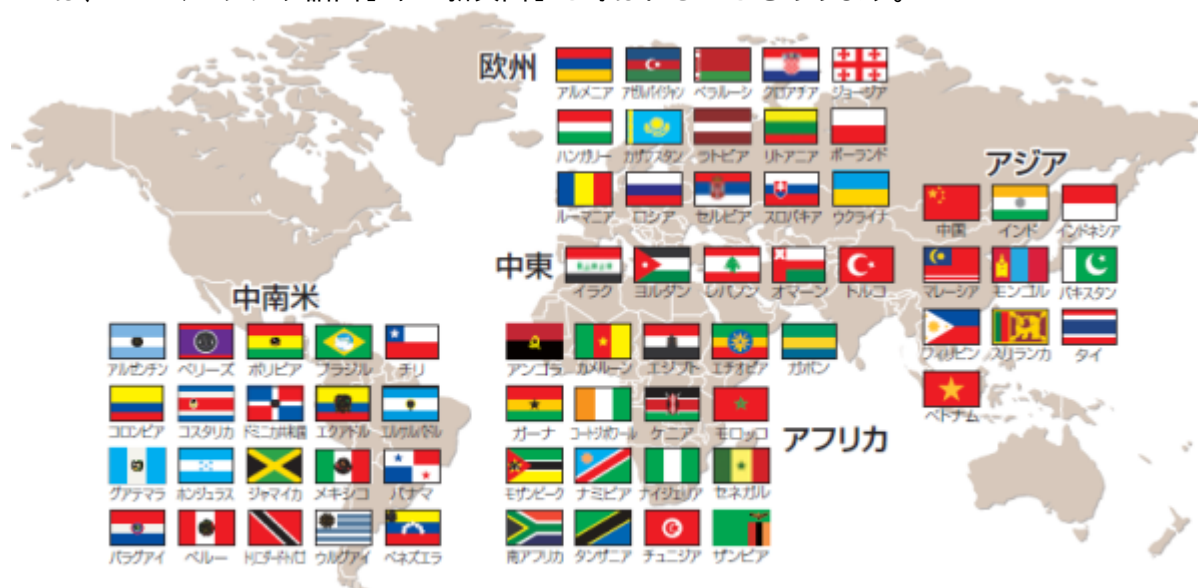 欧州
アルメニア アゼルバイジャン ベラルーシ クロアチア ジョージア
ハンガリー カザフスタン ラトビア リトアニア ポーランド
ルーマニア ロシア セルビア スロバキア ウクライナ
アジア
中国 インド インドネシア
マレーシア モンゴル パキスタン
フィリピン スリランカ タイ
ベトナム
中東
イラク ヨルダン レバノン オマーン トルコ
中南米
アルゼンチン ベリーズ ボリビア ブラジル チリ
コロンビア コスタリカ ドミニカ共和国 エクアドル エルサルバドル
グアテマラ ホンジュラス ジャマイカ メキシコ パナマ
パラグアイ ペルー トリニダードトバゴ ウルグアイ ベネズエラ
アフリカ
アンゴラ カメルーン エジプト エチオピア ガボン
ガーナ コートジボワール ケニア モロッコ
モザンビーク ナミビア ナイジェリア セネガル
南アフリカ タンザニア チュニジア ザンビア